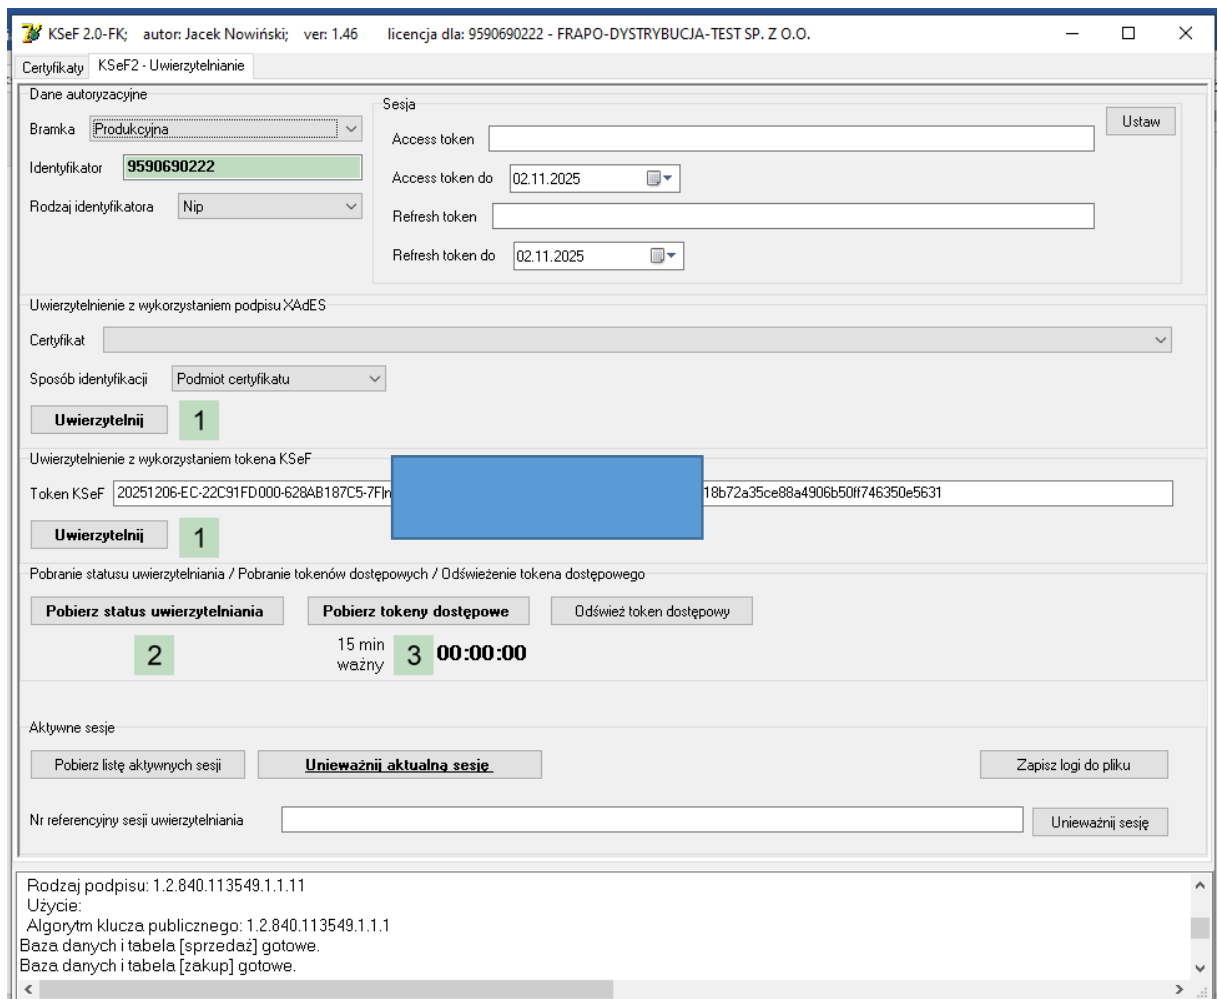 KSeF 2.0-FK; autor: Jacek Nowiński; ver: 1.46 licencja dla: 9590690222 - FRAPO-DYSTRYBUCJA-TEST SP. Z O.O.
Certyfikaty KSeF2 - Uwierzytelnianie
Dane autoryzacyjne
Bramka Produkcyjna
Identyfikator 9590690222
Rodzaj identyfikatora Nip
Sesja
Ustaw
Access token
Access token do 02.11.2025
Refresh token
Refresh token do 02.11.2025
Uwierzytelnienie z wykorzystaniem podpisu XAdES
Certyfikat
Sposób identyfikacji Podmiot certyfikatu
Uwierzytelnij 1
Uwierzytelnienie z wykorzystaniem tokena KSeF
Token KSeF 20251206-EC-22C91FD000-628AB187C5-7F|n 18b72a35ce88a4906b50ff746350e5631
Uwierzytelnij 1
Pobranie statusu uwierzytelniania / Pobranie tokenów dostępowych / Odświeżenie tokena dostępowego
Pobierz status uwierzytelniania Pobierz tokeny dostępowe Odśwież token dostępowy
2 15 min ważny 3 00:00:00
Aktywne sesje
Pobierz listę aktywnych sesji Unieważnij aktualną sesję Zapisz logi do pliku
Nr referencyjny sesji uwierzytelniania Unieważnij sesję
Rodzaj podpisu: 1.2.840.113549.1.1.11
Użycie:
Algorytm klucza publicznego: 1.2.840.113549.1.1.1
Baza danych i tabela [sprzedaż] gotowe.
Baza danych i tabela [zakup] gotowe.